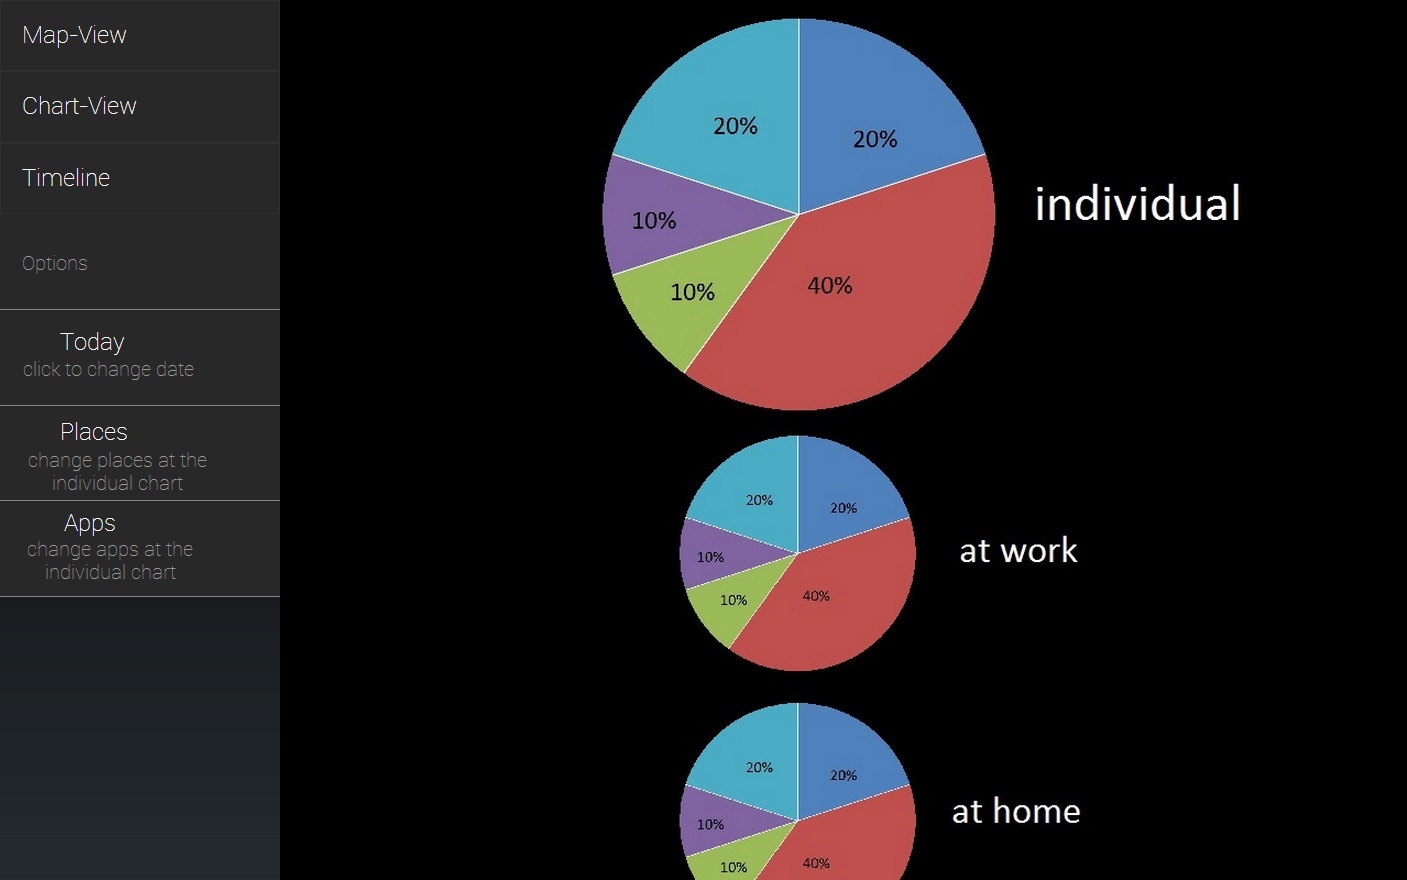 Map-View
Chart-View
Timeline
Options
Today
click to change date
Places
change places at the
individual chart
Apps
change apps at the
individual chart
20%
20%
10%
10%
40%
individual
20%
20%
10%
10%
40%
at work
20%
20%
10%
10%
40%
at home